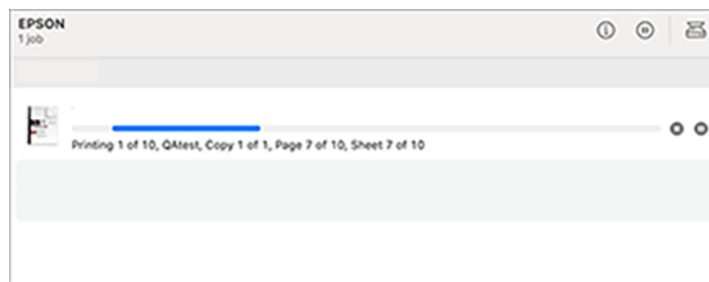 EPSON
1 job
Printing 1 of 10, QAtest, Copy 1 of 1, Page 7 of 10, Sheet 7 of 10